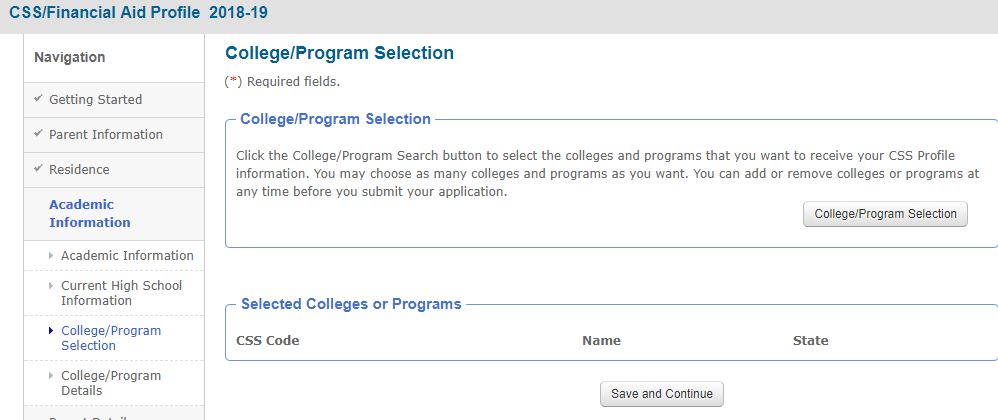 CSS/Financial Aid Profile 2018-19
Navigation
Getting Started
Parent Information
Residence
Academic
Information
Academic Information
Current High School
Information
College/Program
Selection
College/Program
Details
College/Program Selection
(*) Required fields.
College/Program Selection
Click the College/Program Search button to select the colleges and programs that you want to receive your CSS Profile
information. You may choose as many colleges and programs as you want. You can add or remove colleges or programs at
any time before you submit your application.
College/Program Selection
Selected Colleges or Programs
CSS Code Name State
Save and Continue